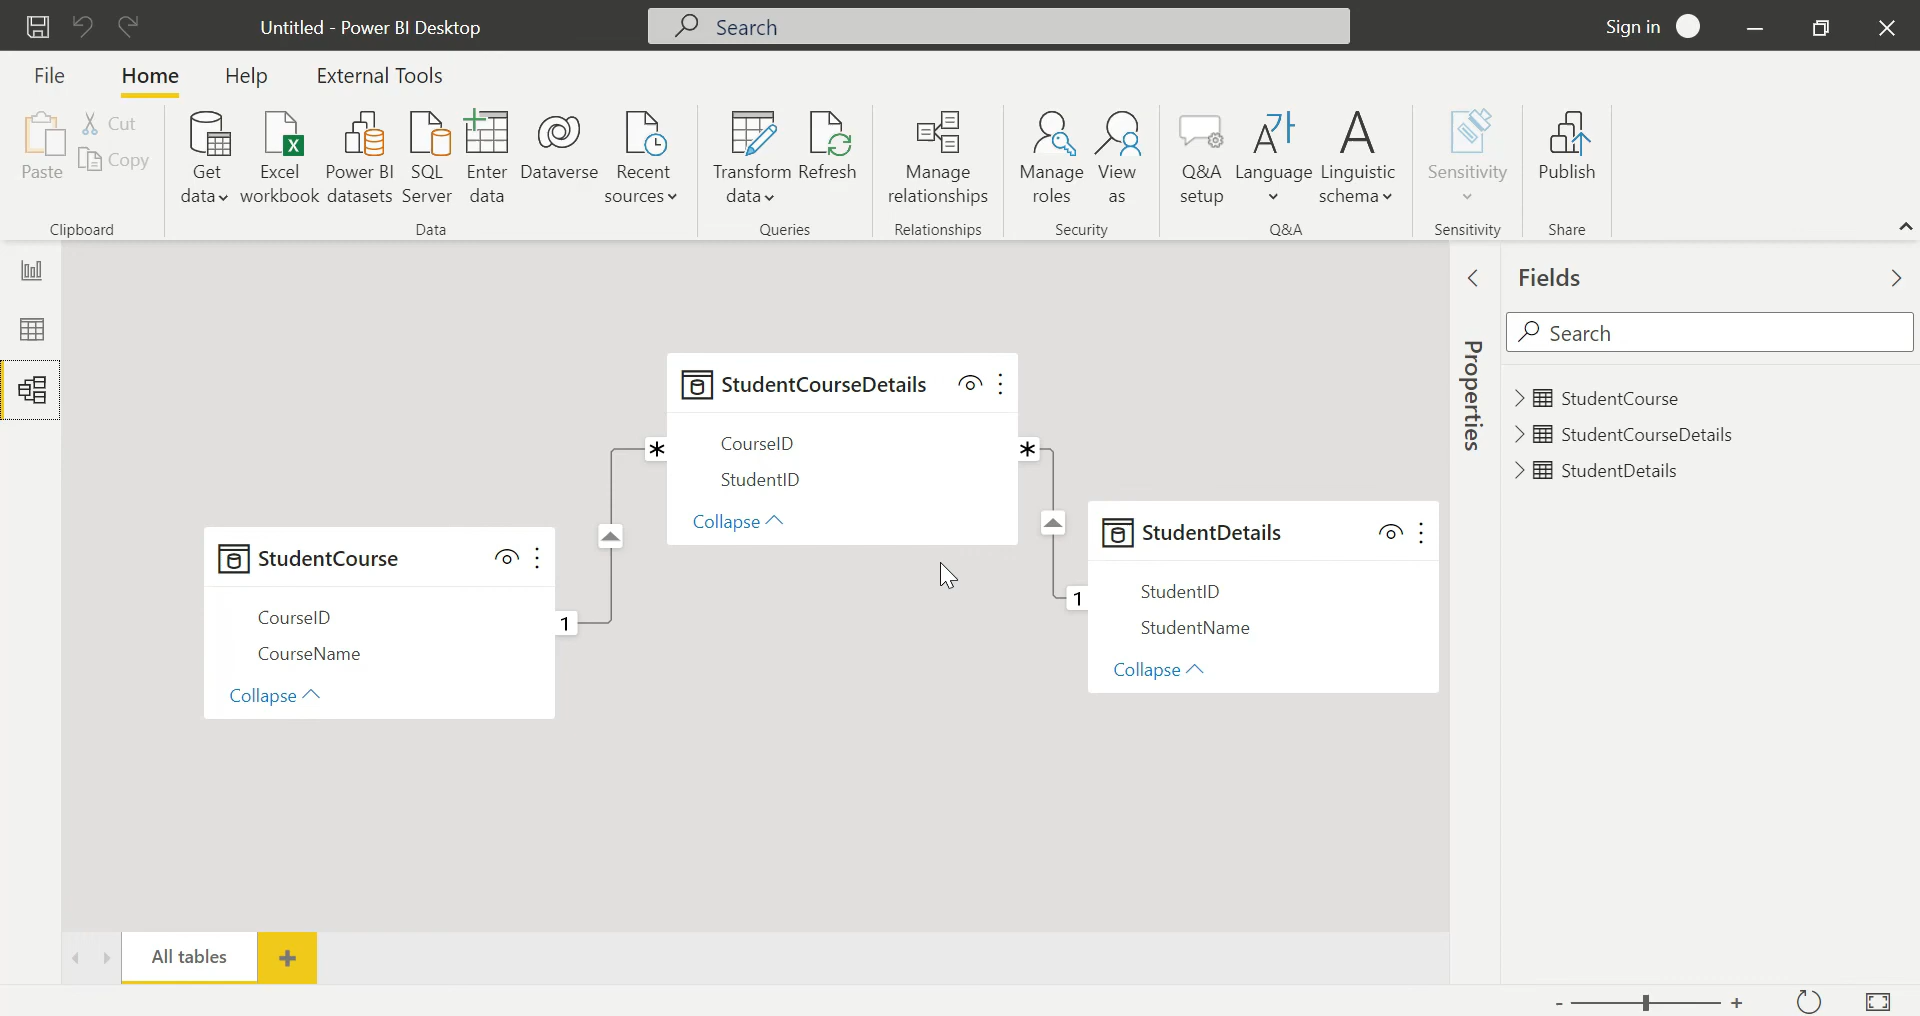 Untitled - Power BI Desktop
Search
Sign in
File Home Help External Tools
Paste
Cut
Copy
Clipboard
Get data
Excel workbook
Power BI datasets
SQL Server
Enter data
Dataverse
Recent sources
Data
Transform data
Refresh
Queries
Manage relationships
Relationships
Manage roles
View as
Security
Q&A setup
Language
Linguistic schema
Q&A
Sensitivity
Sensitivity
Publish
Share
StudentCourseDetails
CourseID
StudentID
Collapse
StudentCourse
CourseID
CourseName
Collapse
StudentDetails
StudentID
StudentName
Collapse
*
1
*
1
Properties
Fields
Search
StudentCourse
StudentCourseDetails
StudentDetails
All tables
+
- +